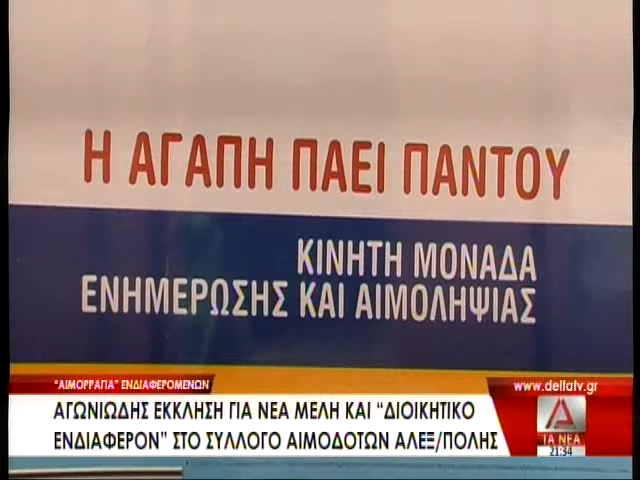 Η ΑΓΑΠΗ ΠΑΕΙ ΠΑΝΤΟΥ
ΚΙΝΗΤΗ ΜΟΝΑΔΑ
ΕΝΗΜΕΡΩΣΗΣ ΚΑΙ ΑΙΜΟΛΗΨΙΑΣ
"ΑΙΜΟΡΡΑΓΙΑ" ΕΝΔΙΑΦΕΡΟΜΕΝΩΝ
www.deltatv.gr
ΑΓΩΝΙΩΔΗΣ ΕΚΚΛΗΣΗ ΓΙΑ ΝΕΑ ΜΕΛΗ ΚΑΙ "ΔΙΟΙΚΗΤΙΚΟ
ΕΝΔΙΑΦΕΡΟΝ" ΣΤΟ ΣΥΛΛΟΓΟ ΑΙΜΟΔΟΤΩΝ ΑΛΕΞ/ΠΟΛΗΣ
ΤΑ ΝΕΑ
21:34